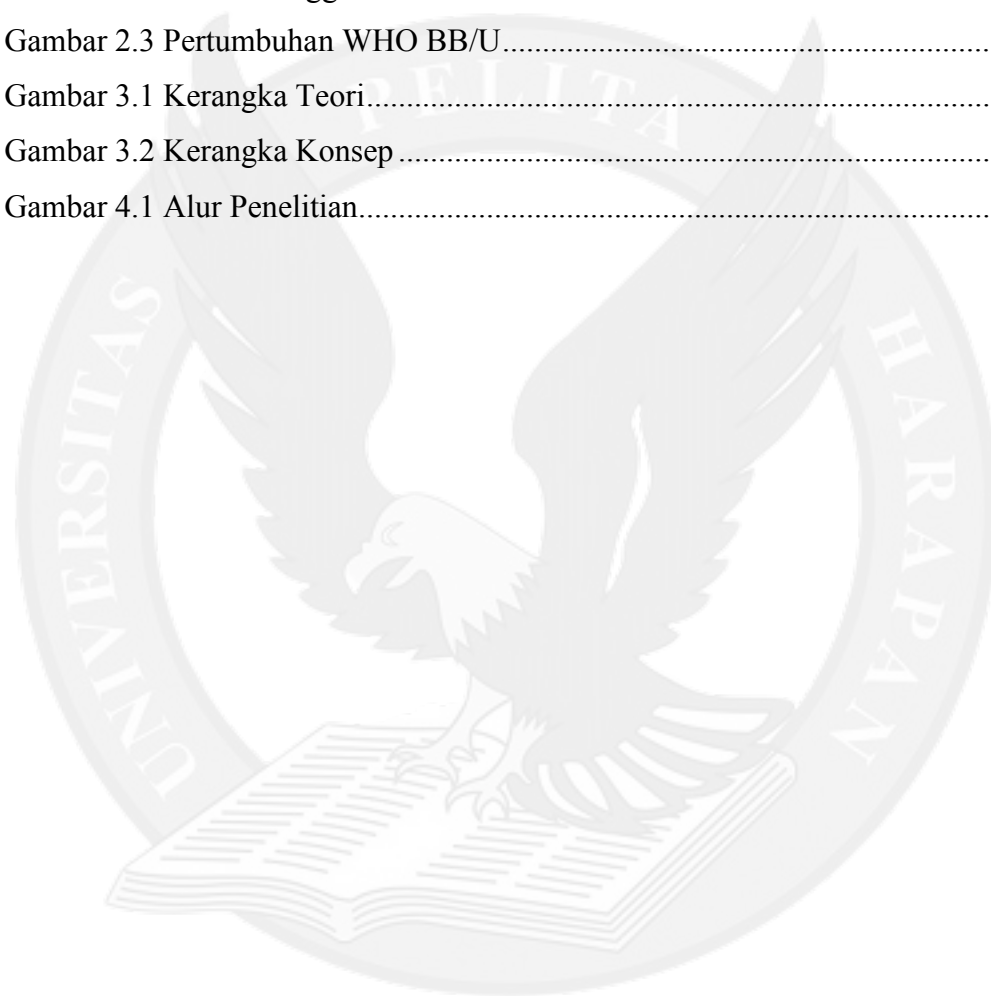 Gambar 2.3 Pertumbuhan WHO BB/U..............................................................
Gambar 3.1 Kerangka Teori...............................................................................
Gambar 3.2 Kerangka Konsep ...........................................................................
Gambar 4.1 Alur Penelitian................................................................................
UNIVERSITAS PELITA HARAPAN